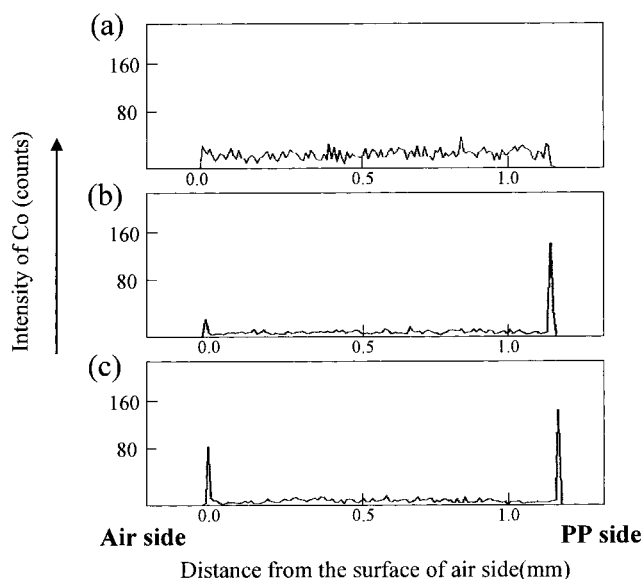 (a)
160
80
0.0 0.5 1.0
(b)
160
80
0.0 0.5 1.0
(c)
160
80
0.0 0.5 1.0
Intensity of Co (counts)
Air side PP side
Distance from the surface of air side(mm)